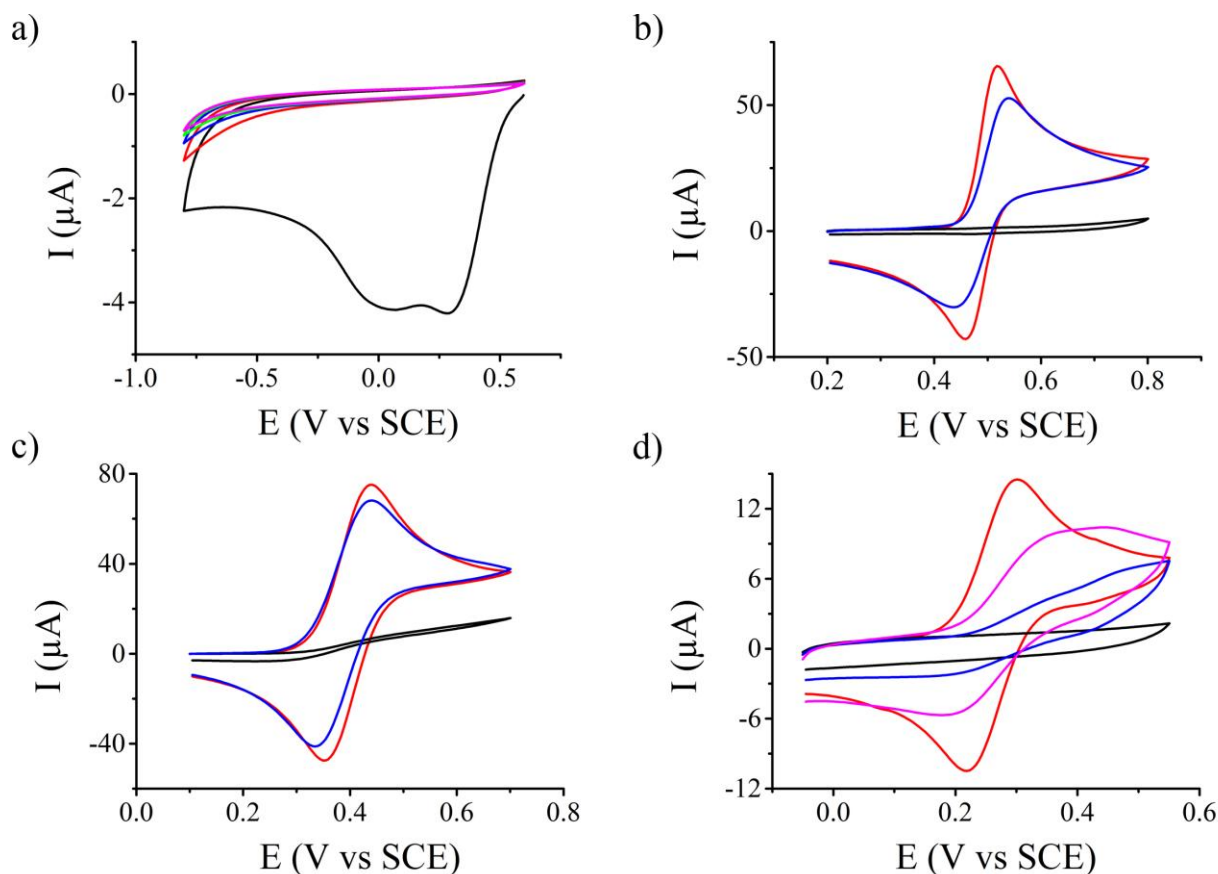 a)
0
-2
-4
I (µA)
-1.0 -0.5 0.0 0.5
E (V vs SCE)
b)
50
0
-50
I (µA)
0.2 0.4 0.6 0.8
E (V vs SCE)
c)
80
40
0
-40
I (µA)
0.0 0.2 0.4 0.6 0.8
E (V vs SCE)
d)
12
6
0
-6
-12
I (µA)
0.0 0.2 0.4 0.6
E (V vs SCE)